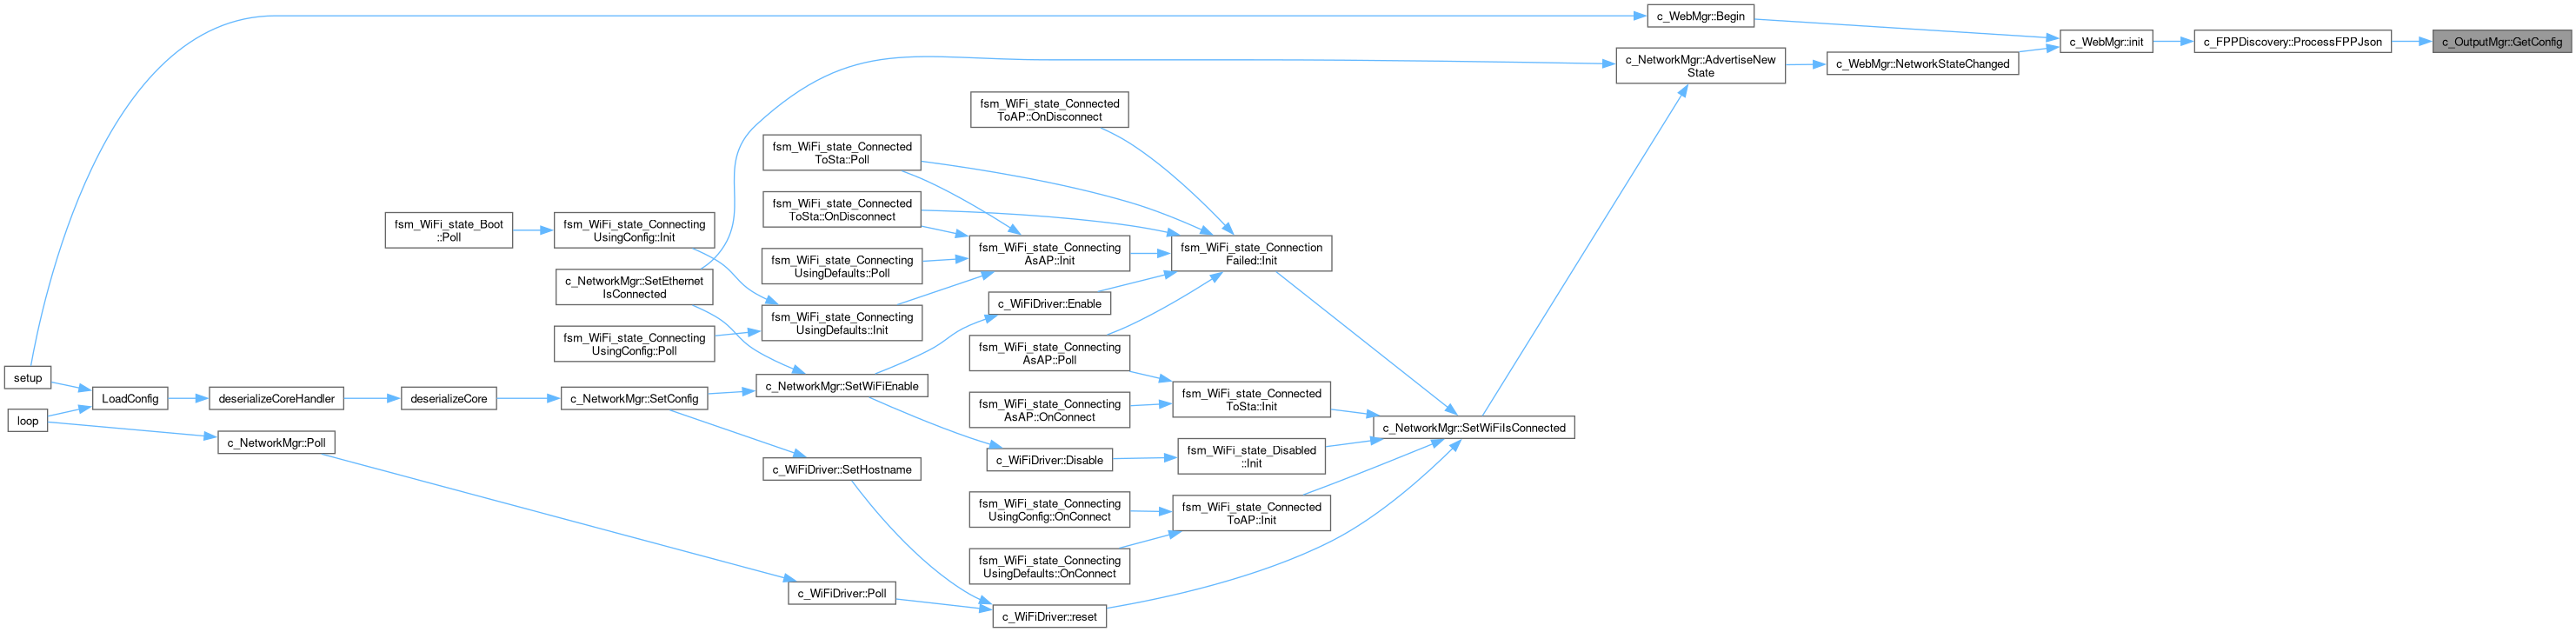 c_WebMgr::Begin
c_WebMgr::init
c_FPPDiscovery::ProcessFPPJson
c_OutputMgr::GetConfig
c_NetworkMgr::AdvertiseNew
State
c_WebMgr::NetworkStateChanged
fsm_WiFi_state_Connected
ToAP::OnDisconnect
fsm_WiFi_state_Connected
ToSta::Poll
fsm_WiFi_state_Connected
ToSta::OnDisconnect
fsm_WiFi_state_Boot
::Poll
fsm_WiFi_state_Connecting
UsingConfig::Init
fsm_WiFi_state_Connecting
UsingDefaults::Poll
fsm_WiFi_state_Connecting
AsAP::Init
fsm_WiFi_state_Connection
Failed::Init
c_NetworkMgr::SetEthernet
IsConnected
c_WiFiDriver::Enable
fsm_WiFi_state_Connecting
UsingDefaults::Init
fsm_WiFi_state_Connecting
UsingConfig::Poll
fsm_WiFi_state_Connecting
AsAP::Poll
setup
LoadConfig
deserializeCoreHandler
deserializeCore
c_NetworkMgr::SetConfig
c_NetworkMgr::SetWiFiEnable
fsm_WiFi_state_Connecting
AsAP::OnConnect
fsm_WiFi_state_Connected
ToSta::Init
loop
c_NetworkMgr::SetWiFiIsConnected
c_NetworkMgr::Poll
c_WiFiDriver::SetHostname
c_WiFiDriver::Disable
fsm_WiFi_state_Disabled
::Init
fsm_WiFi_state_Connecting
UsingConfig::OnConnect
fsm_WiFi_state_Connected
ToAP::Init
fsm_WiFi_state_Connecting
UsingDefaults::OnConnect
c_WiFiDriver::Poll
c_WiFiDriver::reset